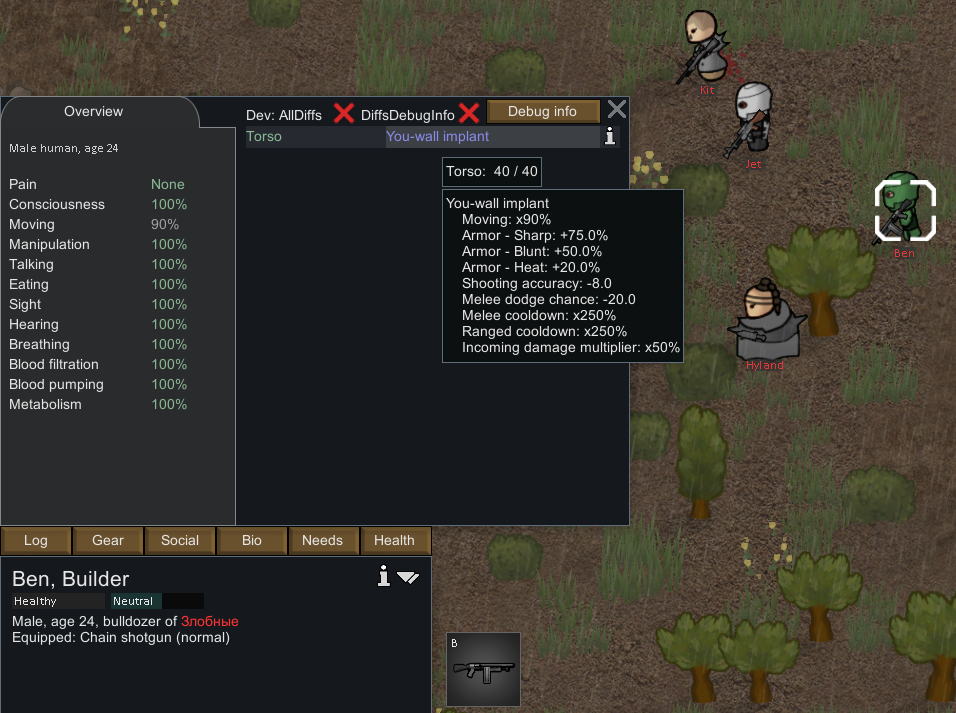 Kit
Jet
Ben
Hyland
Overview
Male human, age 24
Pain None
Consciousness 100%
Moving 90%
Manipulation 100%
Talking 100%
Eating 100%
Sight 100%
Hearing 100%
Breathing 100%
Blood filtration 100%
Blood pumping 100%
Metabolism 100%
Dev: AllDiffs DiffsDebugInfo Debug info
Torso You-wall implant
Torso: 40 / 40
You-wall implant
Moving: x90%
Armor - Sharp: +75.0%
Armor - Blunt: +50.0%
Armor - Heat: +20.0%
Shooting accuracy: -8.0
Melee dodge chance: -20.0
Melee cooldown: x250%
Ranged cooldown: x250%
Incoming damage multiplier: x50%
Log Gear Social Bio Needs Health
Ben, Builder
Healthy Neutral
Male, age 24, bulldozer of Злобные
Equipped: Chain shotgun (normal)
B